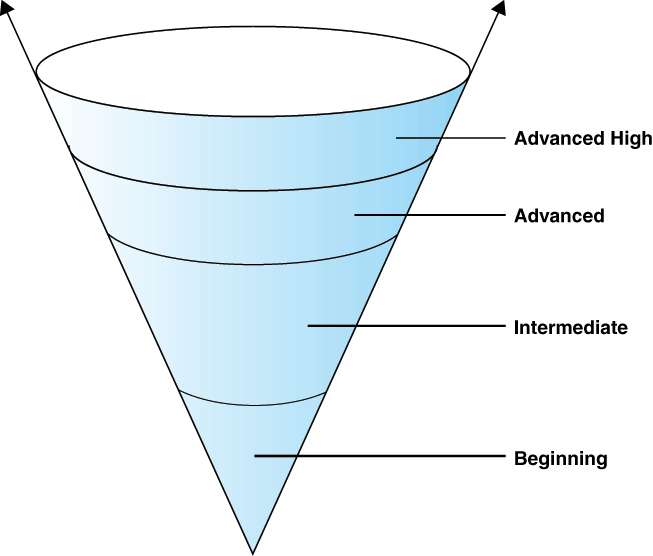 Advanced High
Advanced
Intermediate
Beginning